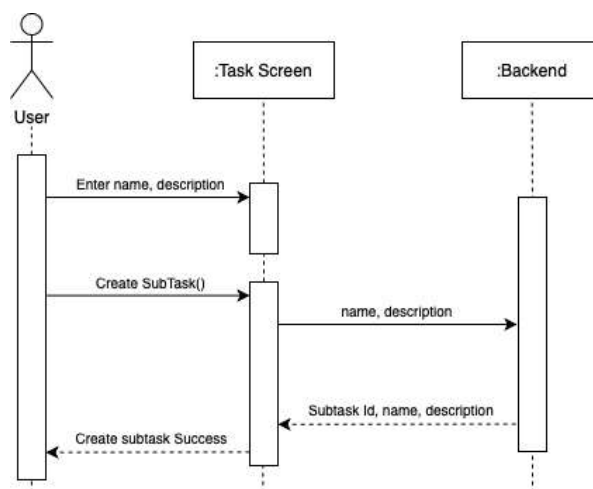 :Task Screen
:Backend
User
Enter name, description
Create SubTask()
name, description
Subtask Id, name, description
Create subtask Success